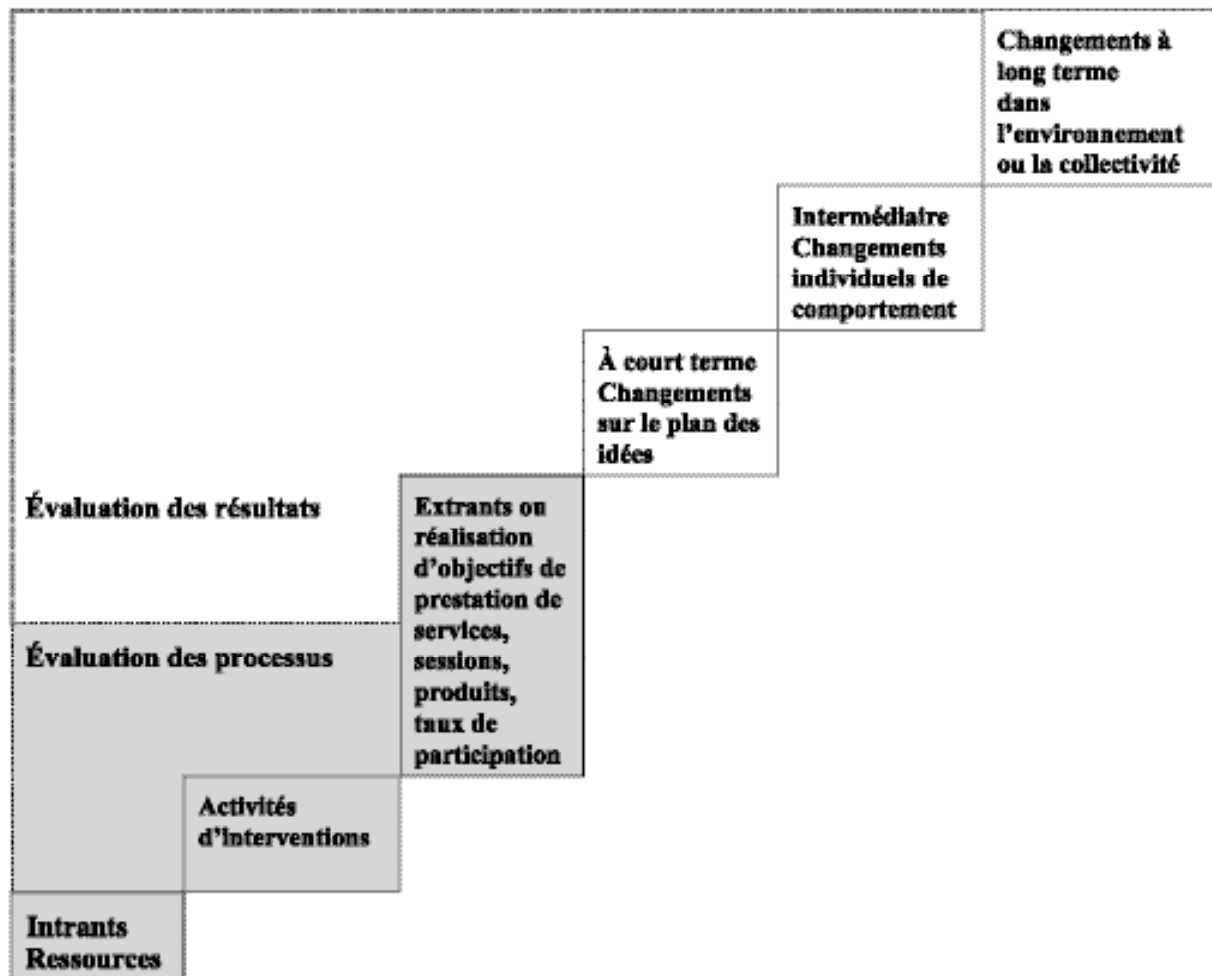 Changements à
long terme
dans
l'environnement
ou la collectivité
Intermédiaire
Changements
individuels de
comportement
À court terme
Changements
sur le plan des
idées
Évaluation des résultats
Extrants ou
réalisation
d'objectifs de
prestation de
services,
sessions,
produits,
taux de
participation
Évaluation des processus
Activités
d'interventions
Intrants
Ressources